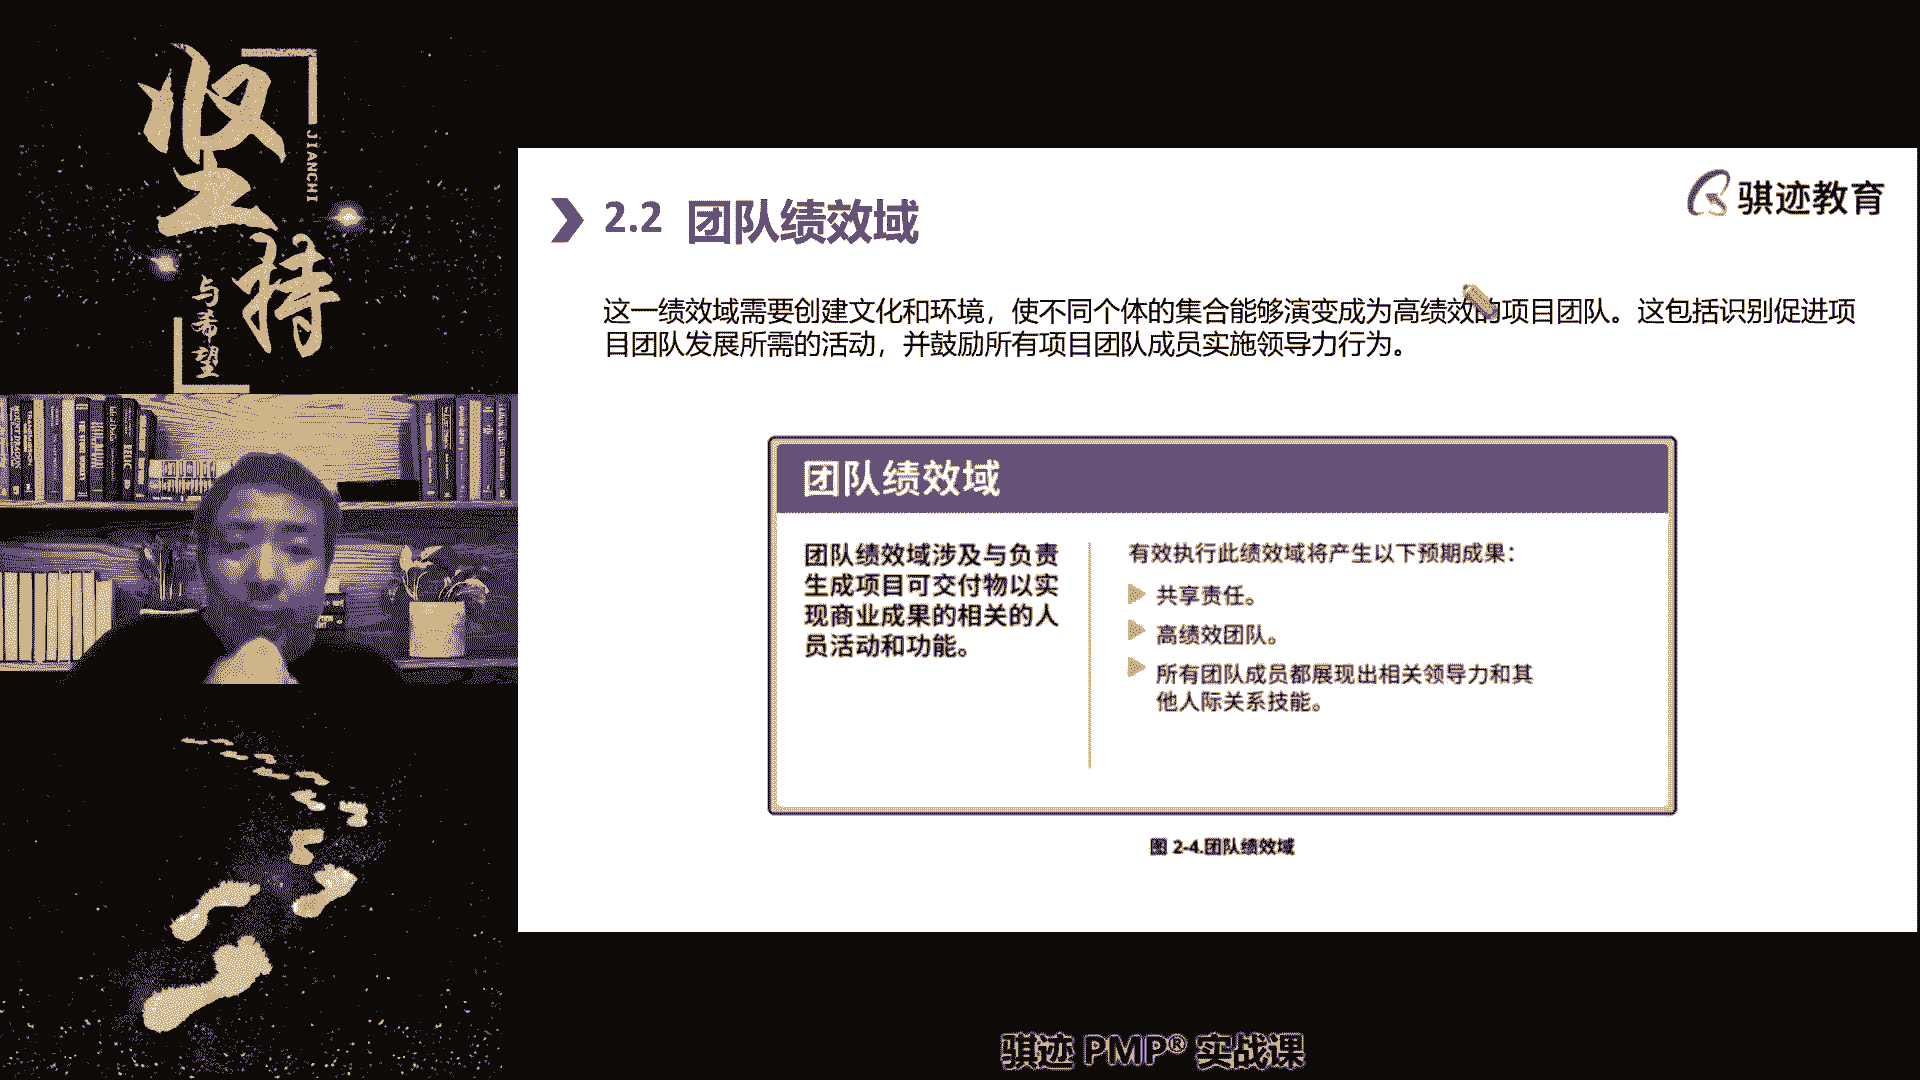 坚持
JIANCHI
与希望
骐迹教育
2.2 团队绩效域
这一绩效域需要创建文化和环境，使不同个体的集合能够演变成为高绩效的项目团队。这包括识别促进项
目团队发展所需的活动，并鼓励所有项目团队成员实施领导力行为。
团队绩效域
团队绩效域涉及与负责
生成项目可交付物以实
现商业成果的相关的人
员活动和功能。
有效执行此绩效域将产生以下预期成果：
共享责任。
高绩效团队。
所有团队成员都展现出相关领导力和其
他人际关系技能。
图 2-4.团队绩效域
骐迹 PMP® 实战课